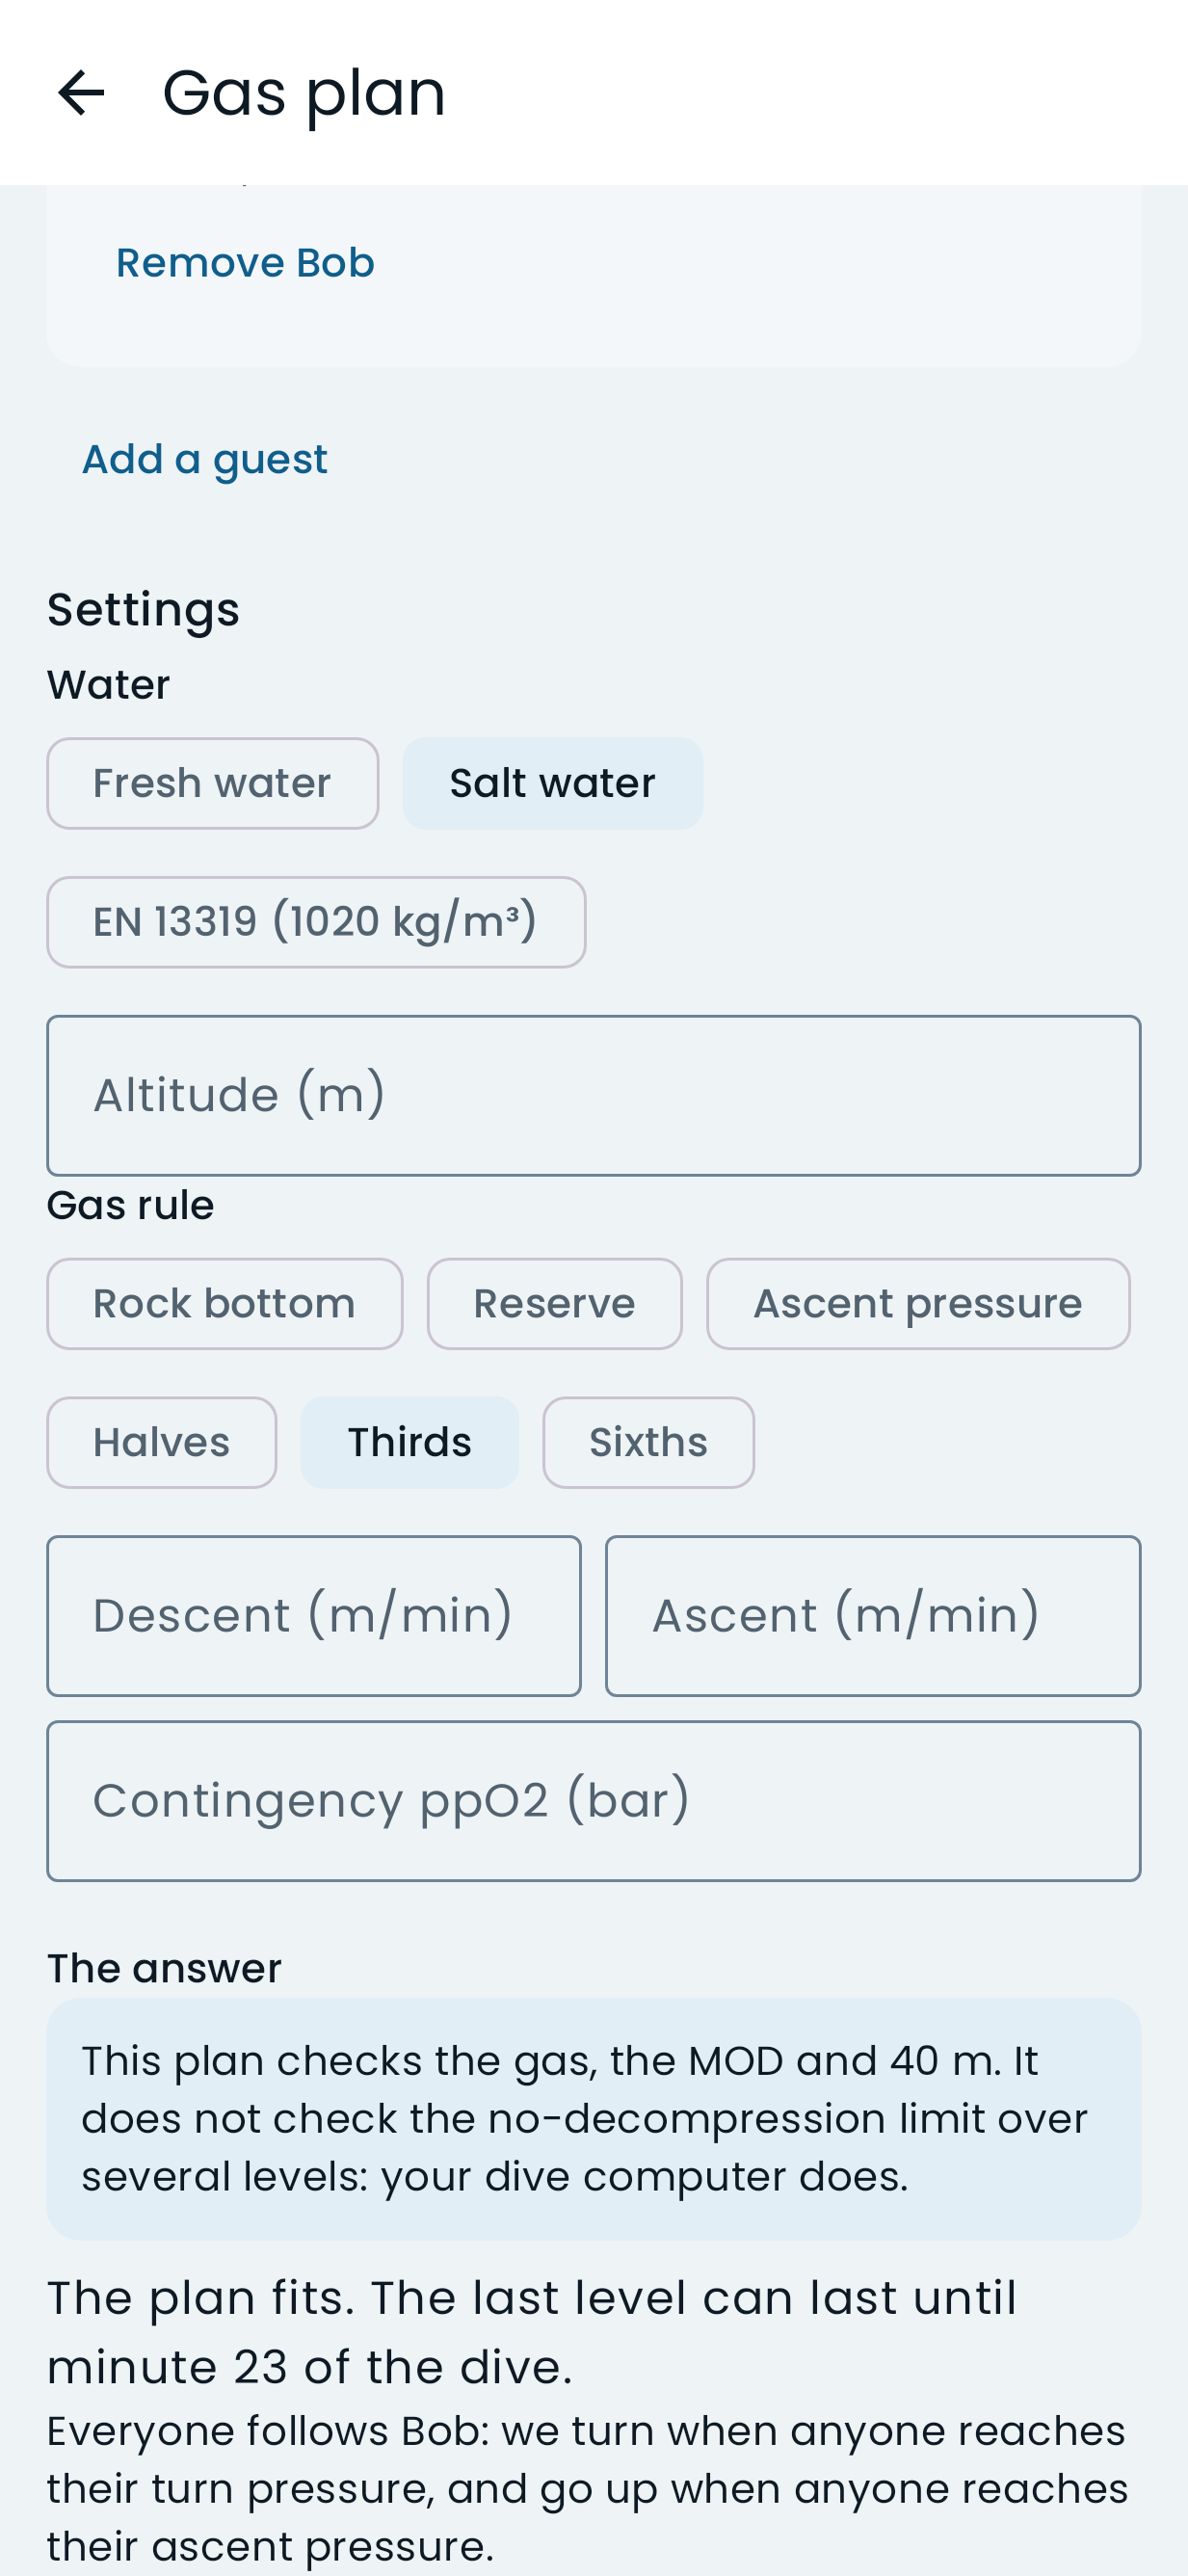 Gas plan
Remove Bob
Add a guest
Settings
Water
Fresh water
Salt water
EN 13319 (1020 kg/m³)
Altitude (m)
Gas rule
Rock bottom
Reserve
Ascent pressure
Halves
Thirds
Sixths
Descent (m/min)
Ascent (m/min)
Contingency ppO2 (bar)
The answer
This plan checks the gas, the MOD and 40 m. It
does not check the no-decompression limit over
several levels: your dive computer does.
The plan fits. The last level can last until
minute 23 of the dive.
Everyone follows Bob: we turn when anyone reaches
their turn pressure, and go up when anyone reaches
their ascent pressure.